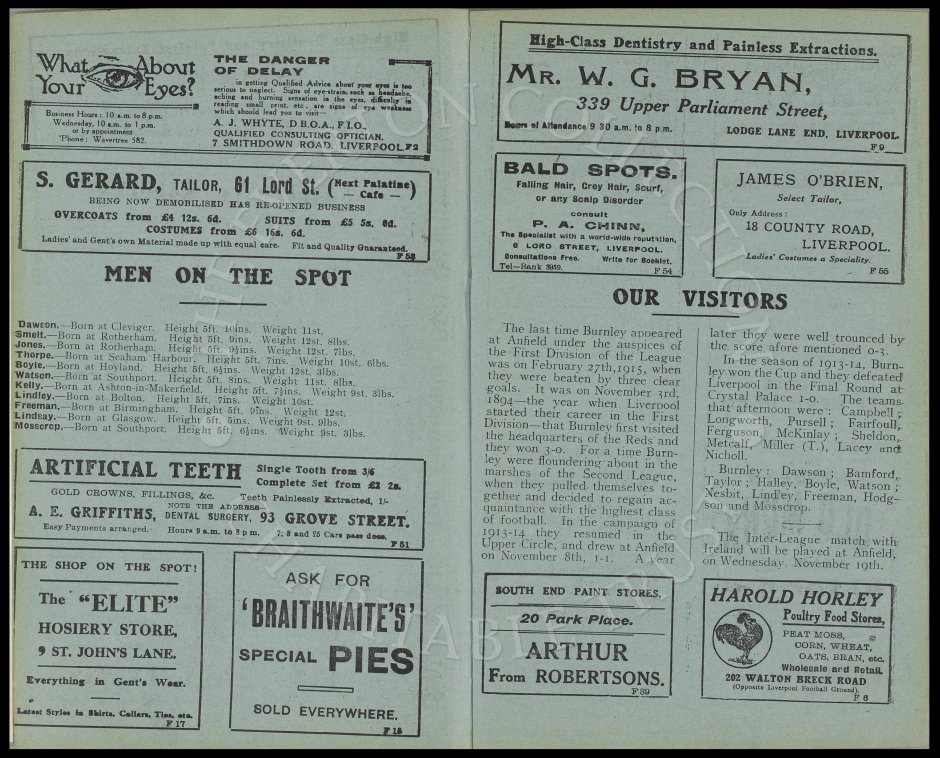 What About
Your Eyes?
Business Hours: 10 a.m. to 8 p.m.
Wednesday, 10 a.m. to 1 p.m.
or by appointment
'Phone: Wavertree 582.
THE DANGER
OF DELAY
in getting Qualified Advice about your eyes is too
serious to neglect. Signs of eye-strain, such as headache,
aching and burning sensation in the eyes, difficulty in
reading small print, etc., are signs of eye weakness
which should lead you to visit—
A. J. WHYTE, D.B.O.A., F.I.O.,
QUALIFIED CONSULTING OPTICIAN,
7 SMITHDOWN ROAD, LIVERPOOL. F2
S. GERARD, TAILOR, 61 Lord St. (Next Palatine
— Cafe —)
BEING NOW DEMOBILISED HAS RE-OPENED BUSINESS
OVERCOATS from £4 12s. 6d. SUITS from £5 5s. 0d.
COSTUMES from £6 16s. 6d.
Ladies' and Gent's own Material made up with equal care. Fit and Quality Guaranteed.
F 53
MEN ON THE SPOT
Dawson.—Born at Cleviger. Height 5ft. 10ins. Weight 11st.
Smelt.—Born at Rotherham. Height 5ft. 9ins. Weight 12st. 8lbs.
Jones.—Born at Rotherham. Height 5ft. 9½ins. Weight 12st. 7lbs.
Thorpe.—Born at Seaham Harbour. Height 5ft. 7ins. Weight 10st. 6lbs.
Boyle.—Born at Hoyland. Height 5ft. 6½ins. Weight 12st. 3lbs.
Watson.—Born at Southport. Height 5ft. 8ins. Weight 11st. 8lbs.
Kelly.—Born at Ashton-in-Makerfield. Height 5ft. 7½ins. Weight 9st. 3lbs.
Lindley.—Born at Bolton. Height 5ft. 7ins. Weight 10st.
Freeman.—Born at Birmingham. Height 5ft. 9ins. Weight 12st.
Lindsay.—Born at Glasgow. Height 5ft. 5ins. Weight 9st. 9lbs.
Mosscrop.—Born at Southport. Height 5ft. 6½ins. Weight 9st. 3lbs.
ARTIFICIAL TEETH Single Tooth from 3/6
Complete Set from £2 2s.
GOLD CROWNS, FILLINGS, &c. Teeth Painlessly Extracted, 1/-
NOTE THE ADDRESS—
A. E. GRIFFITHS, DENTAL SURGERY, 93 GROVE STREET.
Easy Payments arranged. Hours 9 a.m. to 8 p.m. 7, 8 and 25 Cars pass door.
F 51
THE SHOP ON THE SPOT!
The "ELITE"
HOSIERY STORE,
9 ST. JOHN'S LANE.
Everything in Gent's Wear.
Latest Styles in Shirts, Collars, Ties, etc.
F 17
ASK FOR
'BRAITHWAITE'S'
SPECIAL PIES
SOLD EVERYWHERE.
F 15
High-Class Dentistry and Painless Extractions.
MR. W. G. BRYAN,
339 Upper Parliament Street,
Hours of Attendance 9 30 a.m. to 8 p.m. LODGE LANE END, LIVERPOOL.
F 9
BALD SPOTS.
Falling Hair, Grey Hair, Scurf,
or any Scalp Disorder
consult
P. A. CHINN,
The Specialist with a world-wide reputation,
6 LORD STREET, LIVERPOOL.
Consultations Free. Write for Booklet.
Tel—Bank 3959. F 54
JAMES O'BRIEN,
Select Tailor,
Only Address:
18 COUNTY ROAD,
LIVERPOOL.
Ladies' Costumes a Speciality.
F 55
OUR VISITORS
The last time Burnley appeared
at Anfield under the auspices of
the First Division of the League
was on February 27th, 1915, when
they were beaten by three clear
goals. It was on November 3rd,
1894—the year when Liverpool
started their career in the First
Division—that Burnley first visited
the headquarters of the Reds and
they won 3-0. For a time Burn-
ley were floundering about in the
marshes of the Second League,
when they pulled themselves to-
gether and decided to regain ac-
quaintance with the highest class
of football. In the campaign of
1913-14 they resumed in the
Upper Circle, and drew at Anfield
on November 8th, 1-1. A year
later they were well trounced by
the score afore mentioned 0-3.
In the season of 1913-14, Burn-
ley won the Cup and they defeated
Liverpool in the Final Round at
Crystal Palace 1-0. The teams
that afternoon were: Campbell;
Longworth, Pursell; Fairfoull,
Ferguson, McKinlay; Sheldon,
Metcalf, Miller (T.), Lacey and
Nicholl.
Burnley: Dawson; Bamford,
Taylor; Halley, Boyle, Watson;
Nesbit, Lindley, Freeman, Hodg-
son and Mosscrop.
The Inter-League match with
Ireland will be played at Anfield,
on Wednesday, November 19th.
SOUTH END PAINT STORES,
20 Park Place.
ARTHUR
From ROBERTSONS.
F 39
HAROLD HORLEY
Poultry Food Stores,
PEAT MOSS,
CORN, WHEAT,
OATS, BRAN, etc.
Wholesale and Retail.
202 WALTON BRECK ROAD
(Opposite Liverpool Football Ground).
F 6